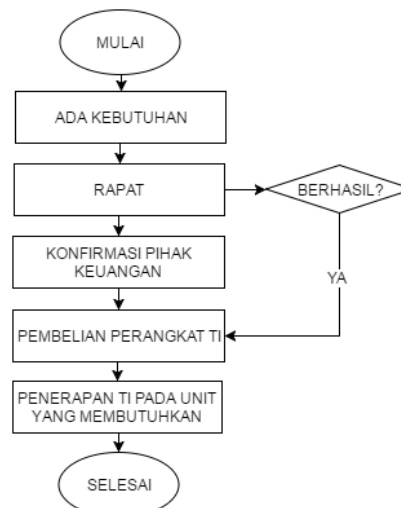 MULAI
ADA KEBUTUHAN
RAPAT
BERHASIL?
KONFIRMASI PIHAK
KEUANGAN
YA
PEMBELIAN PERANGKAT TI
PENERAPAN TI PADA UNIT
YANG MEMBUTUHKAN
SELESAI